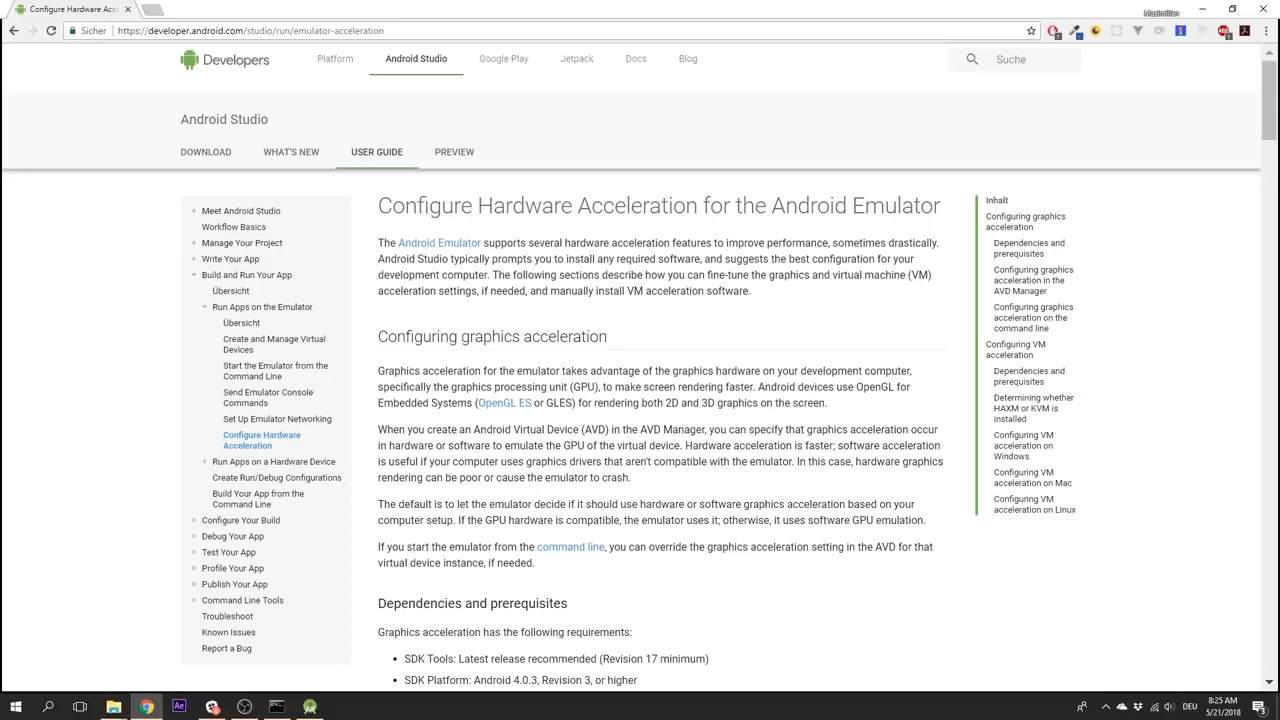 Configure Hardware Acc
Maximilian
Sicher
https://developer.android.com/studio/run/emulator-acceleration
Developers
Platform
Android Studio
Google Play
Jetpack
Docs
Blog
Suche
Android Studio
DOWNLOAD
WHAT'S NEW
USER GUIDE
PREVIEW
Meet Android Studio
Workflow Basics
Manage Your Project
Write Your App
Build and Run Your App
Übersicht
Run Apps on the Emulator
Übersicht
Create and Manage Virtual
Devices
Start the Emulator from the
Command Line
Send Emulator Console
Commands
Set Up Emulator Networking
Configure Hardware
Acceleration
Run Apps on a Hardware Device
Create Run/Debug Configurations
Build Your App from the
Command Line
Configure Your Build
Debug Your App
Test Your App
Profile Your App
Publish Your App
Command Line Tools
Troubleshoot
Known Issues
Report a Bug
Configure Hardware Acceleration for the Android Emulator
The Android Emulator supports several hardware acceleration features to improve performance, sometimes drastically.
Android Studio typically prompts you to install any required software, and suggests the best configuration for your
development computer. The following sections describe how you can fine-tune the graphics and virtual machine (VM)
acceleration settings, if needed, and manually install VM acceleration software.
Configuring graphics acceleration
Graphics acceleration for the emulator takes advantage of the graphics hardware on your development computer,
specifically the graphics processing unit (GPU), to make screen rendering faster. Android devices use OpenGL for
Embedded Systems (OpenGL ES or GLES) for rendering both 2D and 3D graphics on the screen.
When you create an Android Virtual Device (AVD) in the AVD Manager, you can specify that graphics acceleration occur
in hardware or software to emulate the GPU of the virtual device. Hardware acceleration is faster; software acceleration
is useful if your computer uses graphics drivers that aren't compatible with the emulator. In this case, hardware graphics
rendering can be poor or cause the emulator to crash.
The default is to let the emulator decide if it should use hardware or software graphics acceleration based on your
computer setup. If the GPU hardware is compatible, the emulator uses it; otherwise, it uses software GPU emulation.
If you start the emulator from the command line, you can override the graphics acceleration setting in the AVD for that
virtual device instance, if needed.
Dependencies and prerequisites
Graphics acceleration has the following requirements:
• SDK Tools: Latest release recommended (Revision 17 minimum)
• SDK Platform: Android 4.0.3, Revision 3, or higher
Inhalt
Configuring graphics
acceleration
Dependencies and
prerequisites
Configuring graphics
acceleration in the
AVD Manager
Configuring graphics
acceleration on the
command line
Configuring VM
acceleration
Dependencies and
prerequisites
Determining whether
HAXM or KVM is
installed
Configuring VM
acceleration on
Windows
Configuring VM
acceleration on Mac
Configuring VM
acceleration on Linux
Ae
DEU
8:25 AM
5/21/2018
3